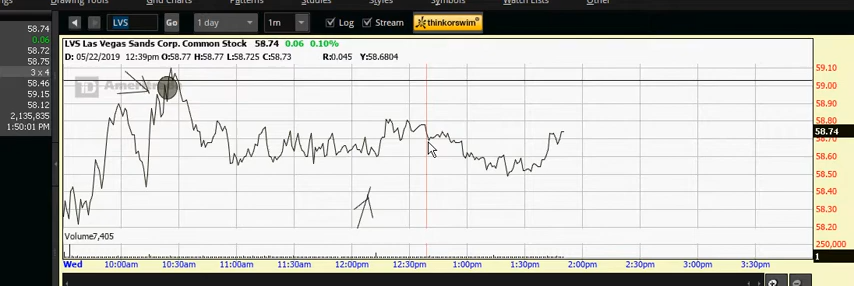 Drawing Tools Grid Charts Patterns Studies Styles Symbols Watch Lists Other
LVS Go 1 day 1m Log Stream thinkorswim
LVS Las Vegas Sands Corp. Common Stock 58.74 0.06 0.10%
D: 05/22/2019 12:39pm O:58.77 H:58.77 L:58.725 C:58.73 R:0.045 Y:58.6804
58.74
0.06
58.72
58.75
3 x 4
58.46
59.15
58.12
2,135,835
1:50:01 PM
59.10
59.00
58.90
58.80
58.74
58.60
58.50
58.40
58.30
58.20
Volume7,405
250,000
1
Wed 10:00am 10:30am 11:00am 11:30am 12:00pm 12:30pm 1:00pm 1:30pm 2:00pm 2:30pm 3:00pm 3:30pm